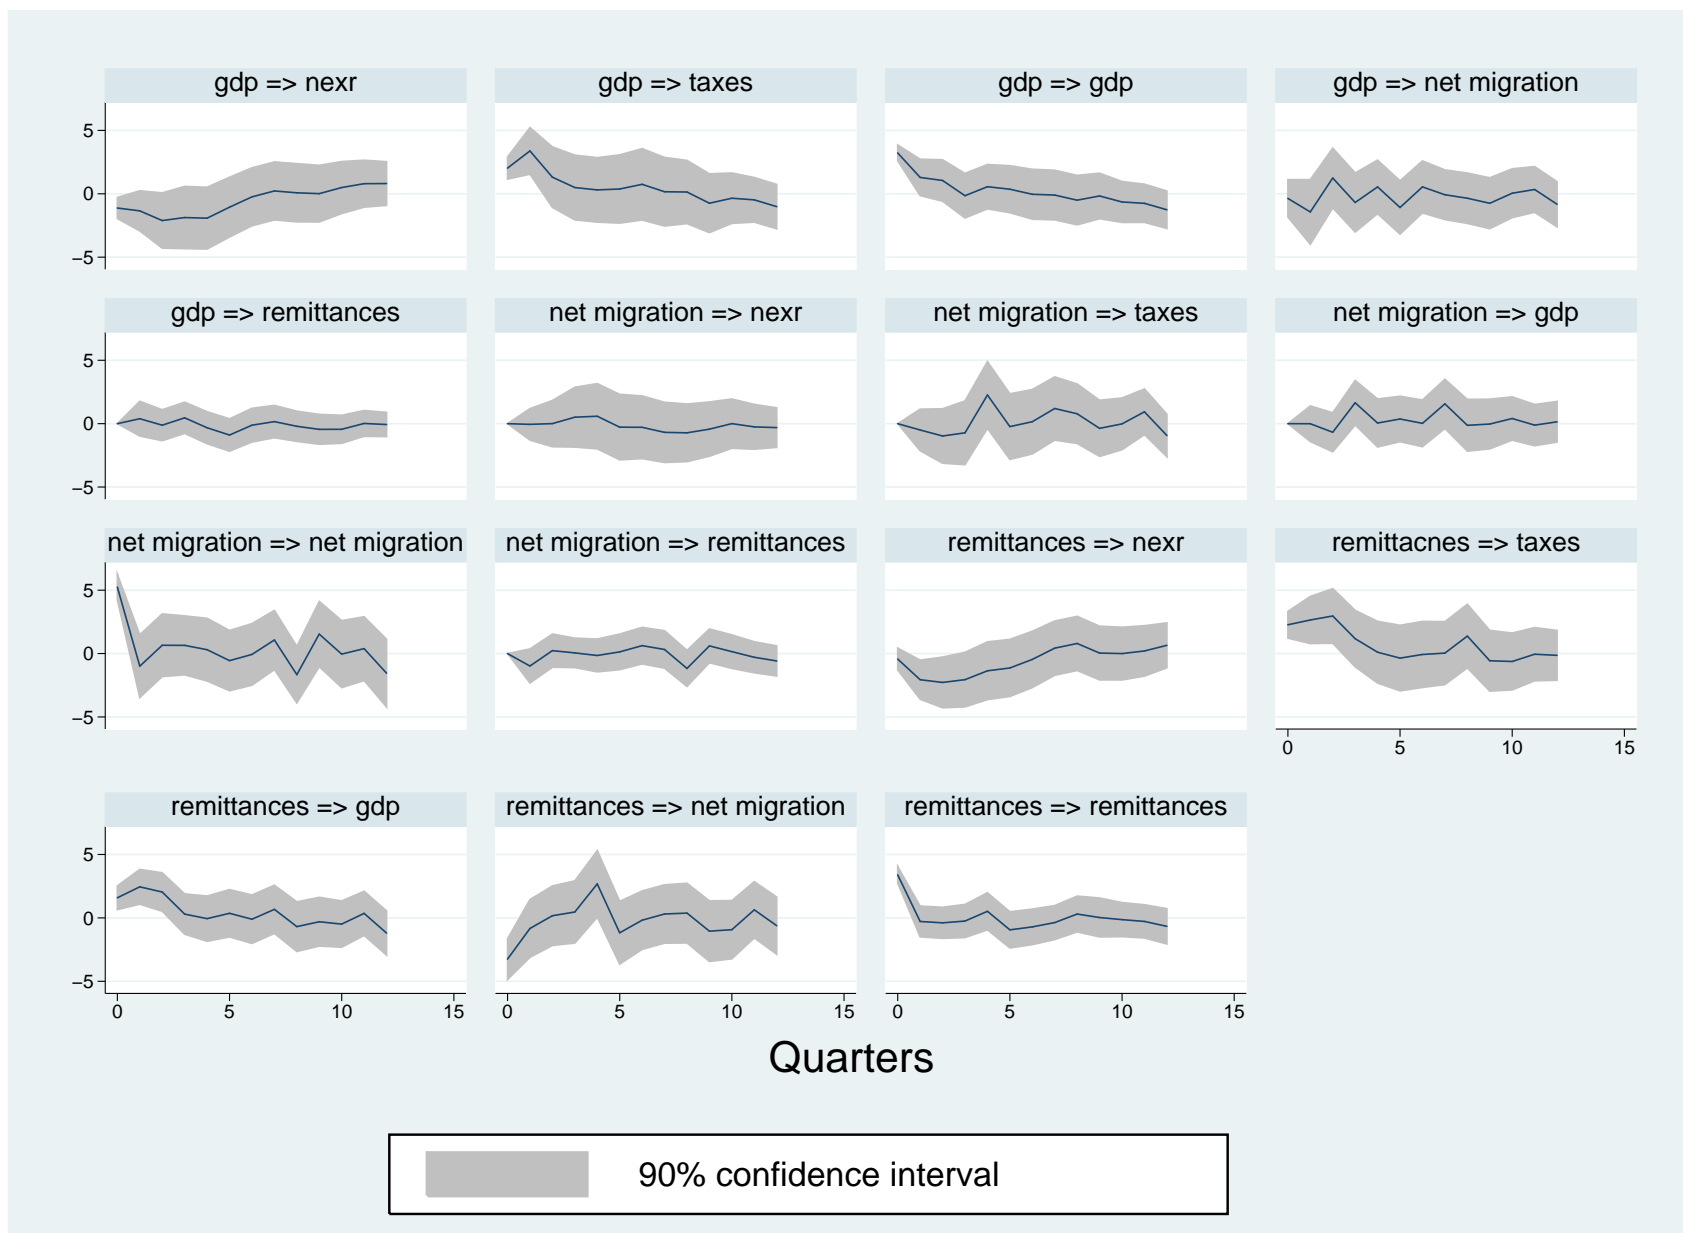 gdp => nexr
gdp => taxes
gdp => gdp
gdp => net migration
5
0
−5
gdp => remittances
net migration => nexr
net migration => taxes
net migration => gdp
5
0
−5
net migration => net migration
net migration => remittances
remittances => nexr
remittacnes => taxes
5
0
−5
0 5 10 15
remittances => gdp
remittances => net migration
remittances => remittances
5
0
−5
0 5 10 15
0 5 10 15
0 5 10 15
Quarters
90% confidence interval